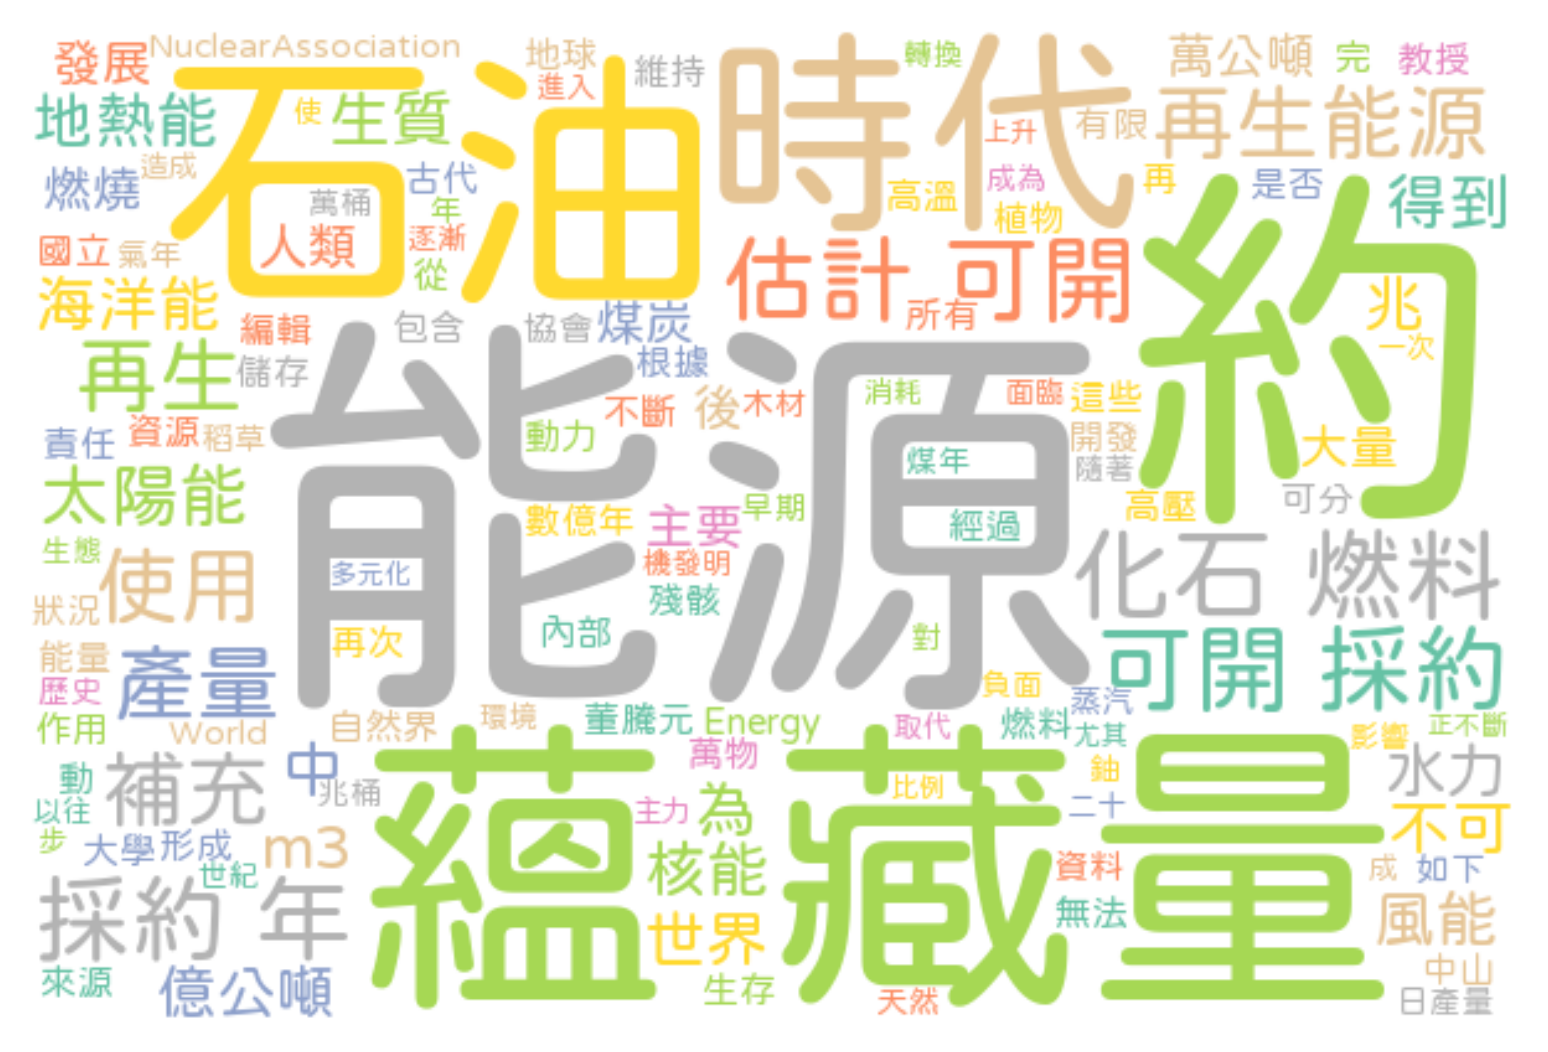 發展
NuclearAssociation
地球
維持
時代
轉換
萬公噸
完
教授
進入
石油
地熱能
使
生質
上升
有限
再生能源
造成
燃燒
古代
成為
再
是否
得到
萬桶
年
高溫
植物
約
國立
氣年
人類
逐漸
從
估計 可開
海洋能
所有
兆
編輯
包含
協會
煤炭
一次
再生
儲存
根據
能源
消耗
面臨
這些
不斷
後
木材
責任
資源
稻草
動力
開發
大量
煤年
隨著
太陽能
高壓
可分
數億年
主要
早期
經過
生態
使用
多元化
機發明
化石 燃料
狀況
殘骸
再次
內部
對
能量
產量
可開 採約
歷史
負面
蒸汽
作用
World
自然界
環境
董騰元
Energy
取代
燃料
尤其
影響
正不斷
動
補充
中
兆桶
萬物
蘊藏量
比例
鈾
水力
以往
主力
為
二十
不可
步
大學
形成
m3
世紀
核能
資料
成
如下
採約 年
世界
無法
風能
來源
億公噸
生存
天然
中山
日產量